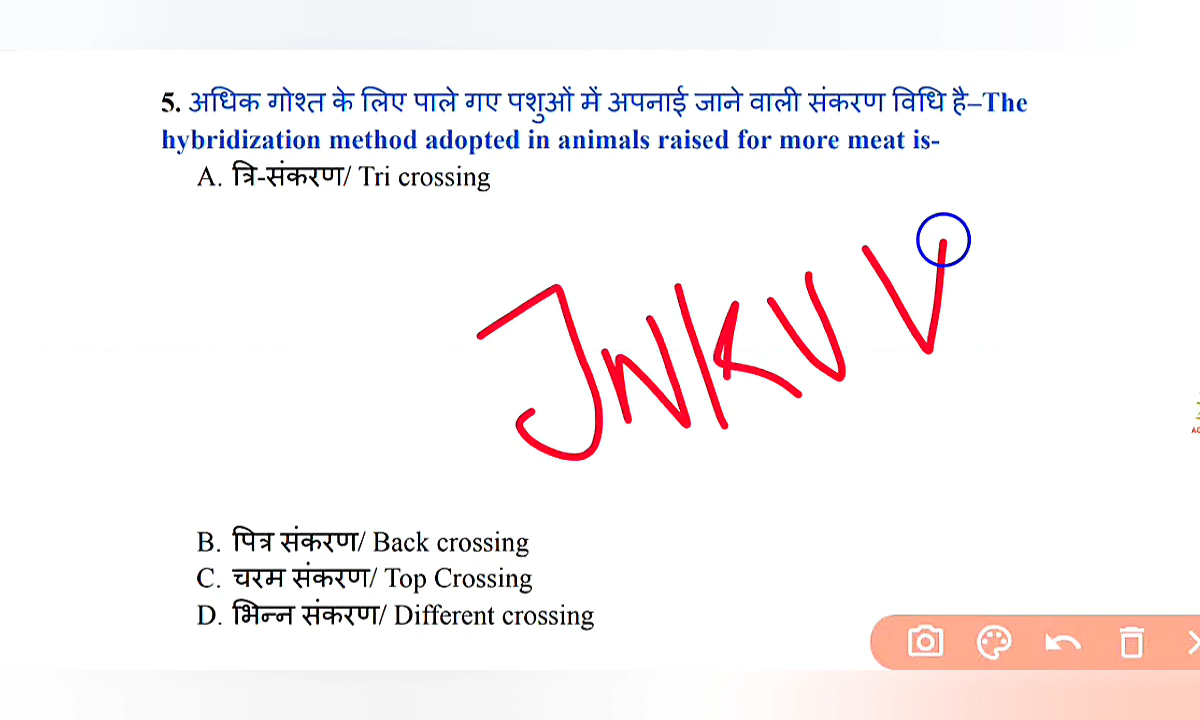 5. अधिक गोश्त के लिए पाले गए पशुओं में अपनाई जाने वाली संकरण विधि है–The
hybridization method adopted in animals raised for more meat is-
A. त्रि-संकरण/ Tri crossing
JNKVV
B. पित्र संकरण/ Back crossing
C. चरम संकरण/ Top Crossing
D. भिन्न संकरण/ Different crossing